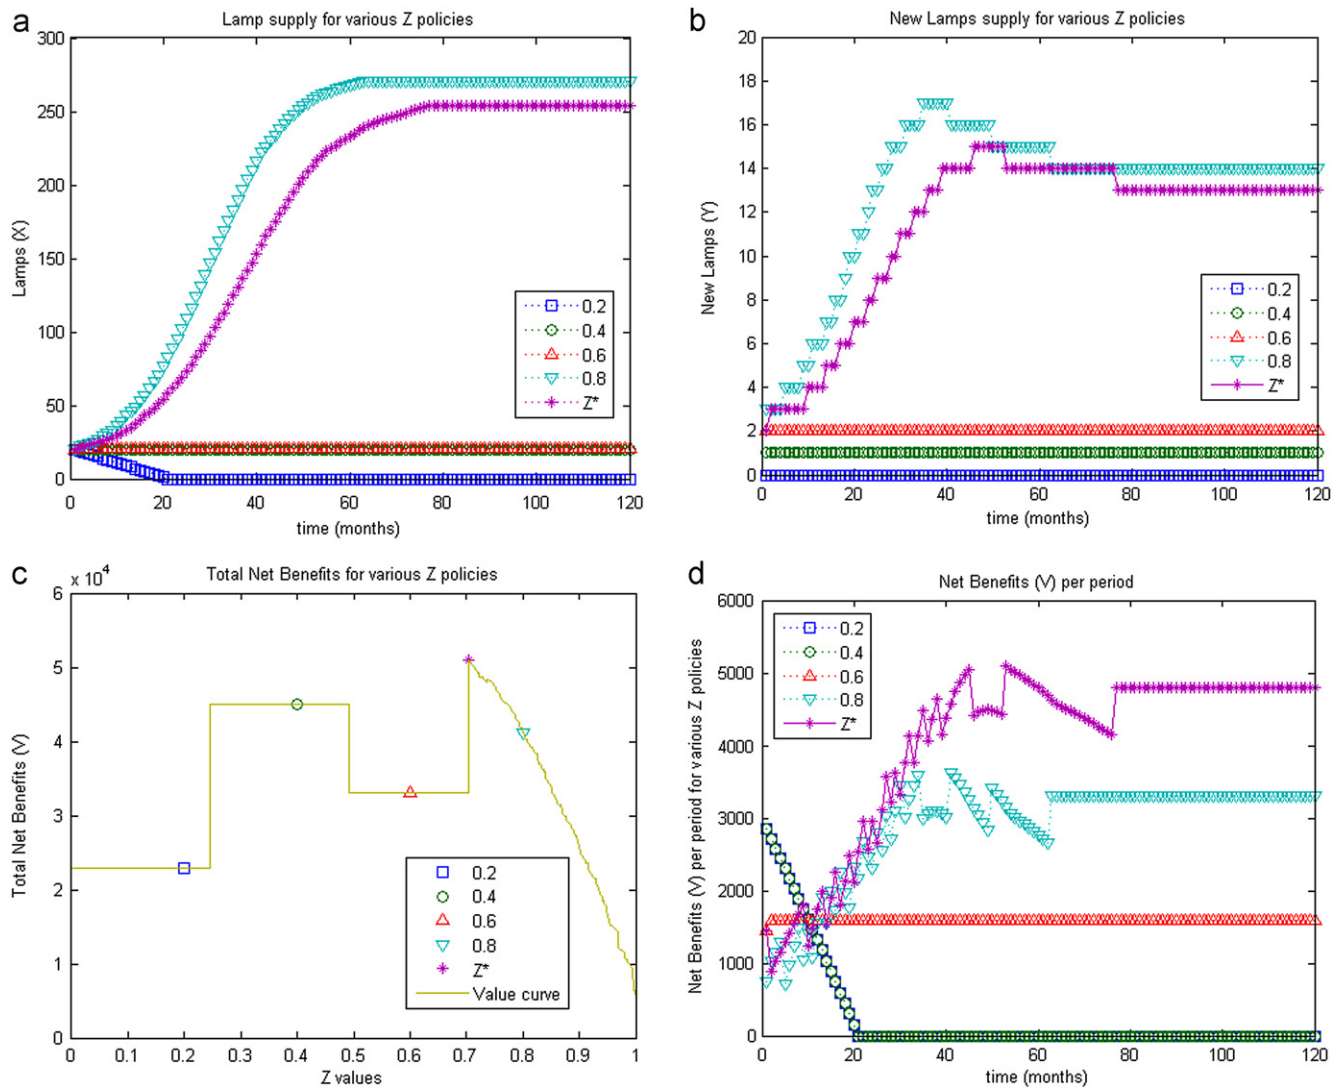 a
Lamp supply for various Z policies
300
250
200
150
100
50
0
Lamps (X)
0 20 40 60 80 100 120
time (months)
0.2
0.4
0.6
0.8
Z*
b
New Lamps supply for various Z policies
20
18
16
14
12
10
8
6
4
2
0
New Lamps (Y)
0 20 40 60 80 100 120
time (months)
0.2
0.4
0.6
0.8
Z*
c
x 10^4
Total Net Benefits for various Z policies
6
5
4
3
2
1
0
Total Net Benefits (V)
0 0.1 0.2 0.3 0.4 0.5 0.6 0.7 0.8 0.9 1
Z values
0.2
0.4
0.6
0.8
Z*
Value curve
d
Net Benefits (V) per period
6000
5000
4000
3000
2000
1000
0
Net Benefits (V) per period for various Z policies
0 20 40 60 80 100 120
time (months)
0.2
0.4
0.6
0.8
Z*